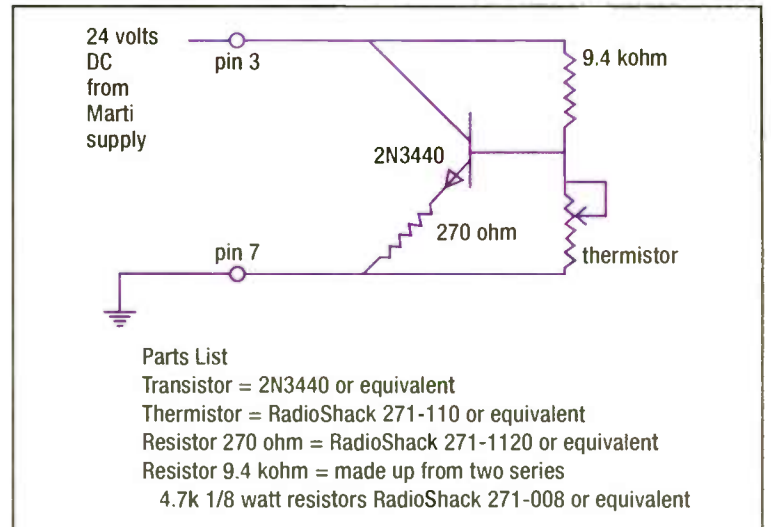 24 volts
DC
from
Marti
supply
pin 3
9.4 kohm
2N3440
270 ohm
thermistor
pin 7
Parts List
Transistor = 2N3440 or equivalent
Thermistor = RadioShack 271-110 or equivalent
Resistor 270 ohm = RadioShack 271-1120 or equivalent
Resistor 9.4 kohm = made up from two series
4.7k 1/8 watt resistors RadioShack 271-008 or equivalent